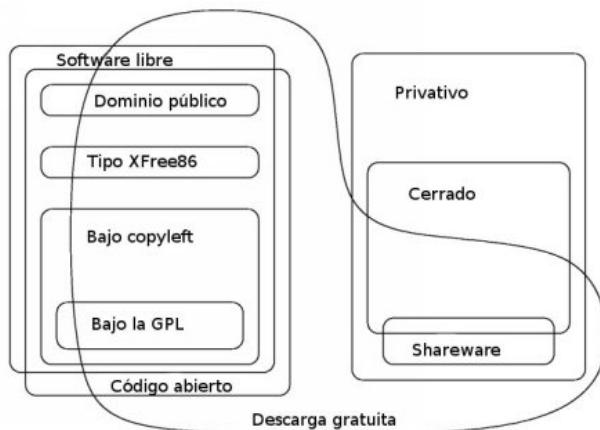 Software libre
Dominio público
Tipo XFree86
Bajo copyleft
Bajo la GPL
Código abierto
Privativo
Cerrado
Shareware
Descarga gratuita